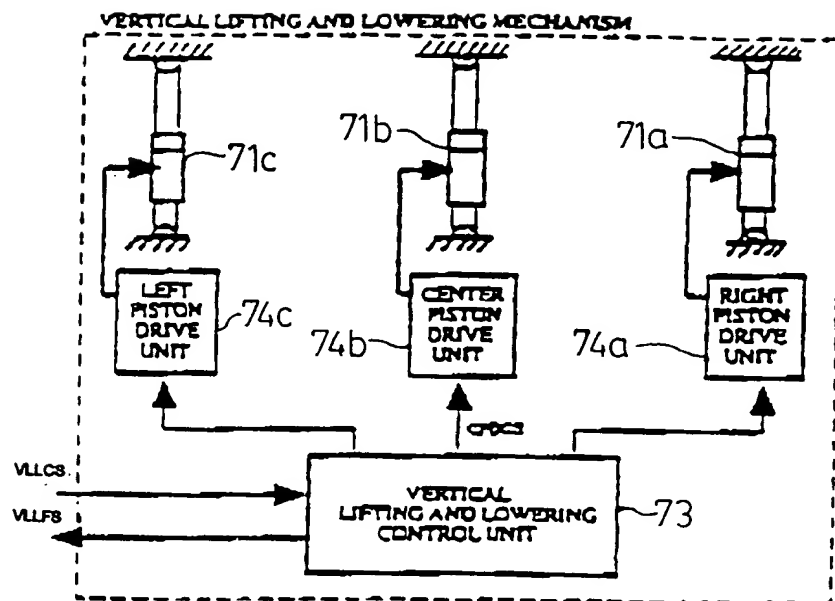 VERTICAL LIFTING AND LOWERING MECHANISM
71c
71b
71a
LEFT
PISTON
DRIVE
UNIT
74c
CENTER
PISTON
DRIVE
UNIT
74b
RIGHT
PISTON
DRIVE
UNIT
74a
VLLCS
VLLFS
VERTICAL
LIFTING AND LOWERING
CONTROL UNIT
73